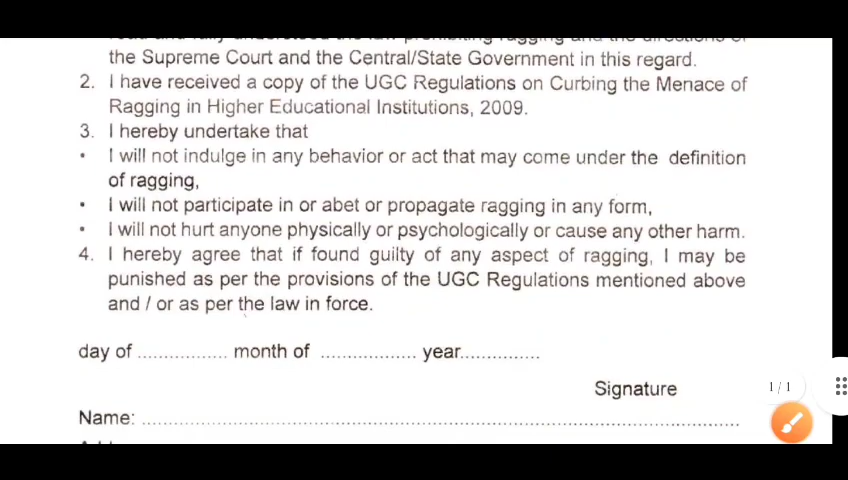 the Supreme Court and the Central/State Government in this regard.
2. I have received a copy of the UGC Regulations on Curbing the Menace of
Ragging in Higher Educational Institutions, 2009.
3. I hereby undertake that
• I will not indulge in any behavior or act that may come under the definition
of ragging,
• I will not participate in or abet or propagate ragging in any form,
• I will not hurt anyone physically or psychologically or cause any other harm.
4. I hereby agree that if found guilty of any aspect of ragging, I may be
punished as per the provisions of the UGC Regulations mentioned above
and / or as per the law in force.
day of ................ month of ................. year..............
Signature
1 / 1
Name: ........................................................................................................